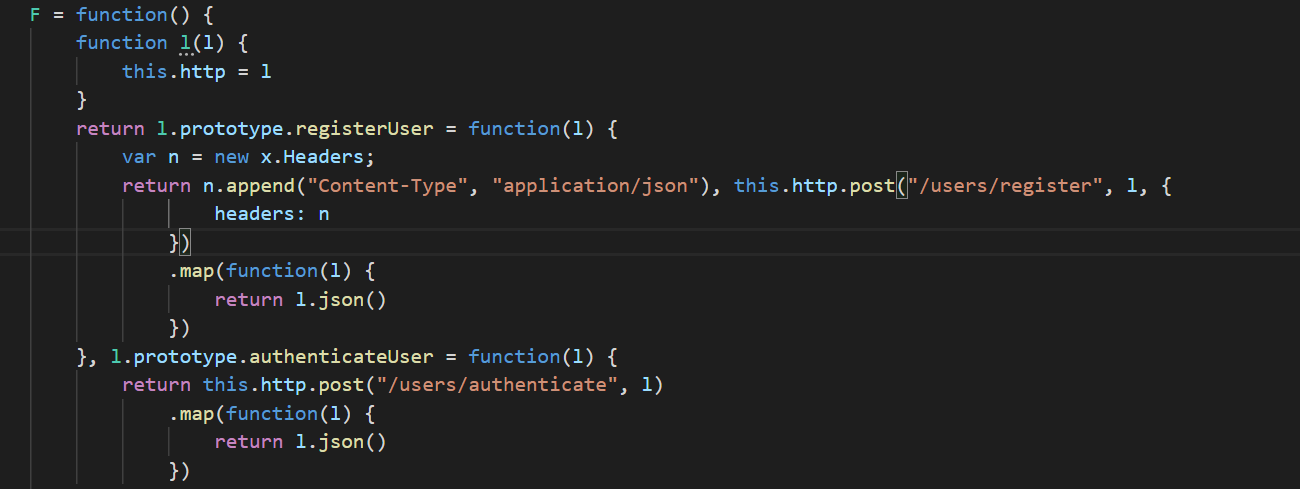 F = function() {
function l(l) {
this.http = l
}
return l.prototype.registerUser = function(l) {
var n = new x.Headers;
return n.append("Content-Type", "application/json"), this.http.post("/users/register", l, {
headers: n
})
.map(function(l) {
return l.json()
})
}, l.prototype.authenticateUser = function(l) {
return this.http.post("/users/authenticate", l)
.map(function(l) {
return l.json()
})